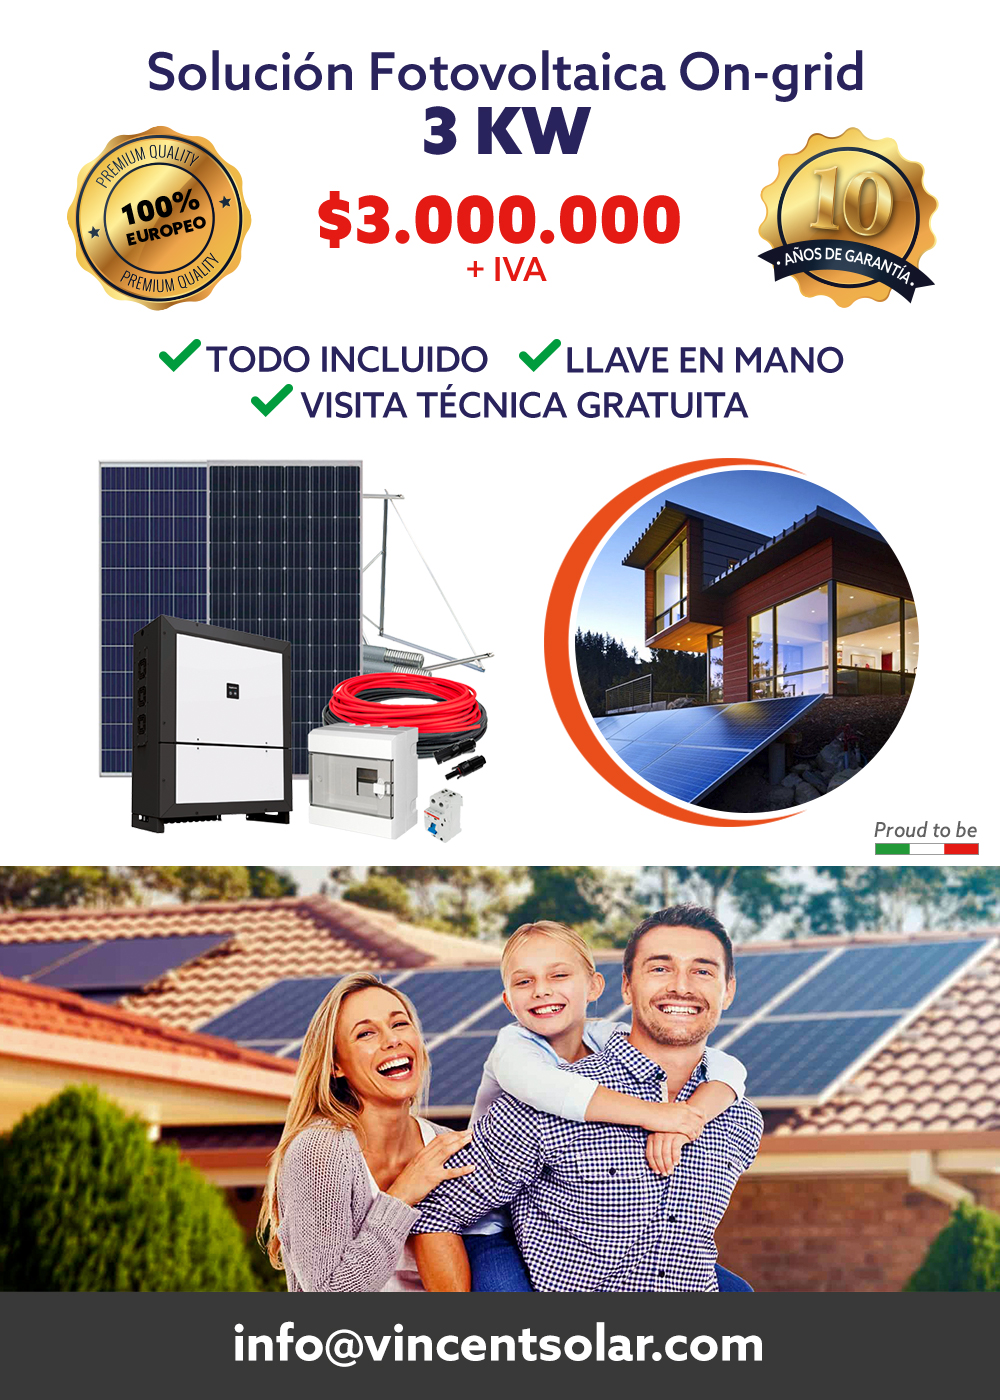 Solución Fotovoltaica On-grid
3 KW
PREMIUM QUALITY
100%
EUROPEO
PREMIUM QUALITY
$3.000.000
+ IVA
10
AÑOS DE GARANTÍA
TODO INCLUIDO
LLAVE EN MANO
VISITA TÉCNICA GRATUITA
Proud to be
info@vincentsolar.com